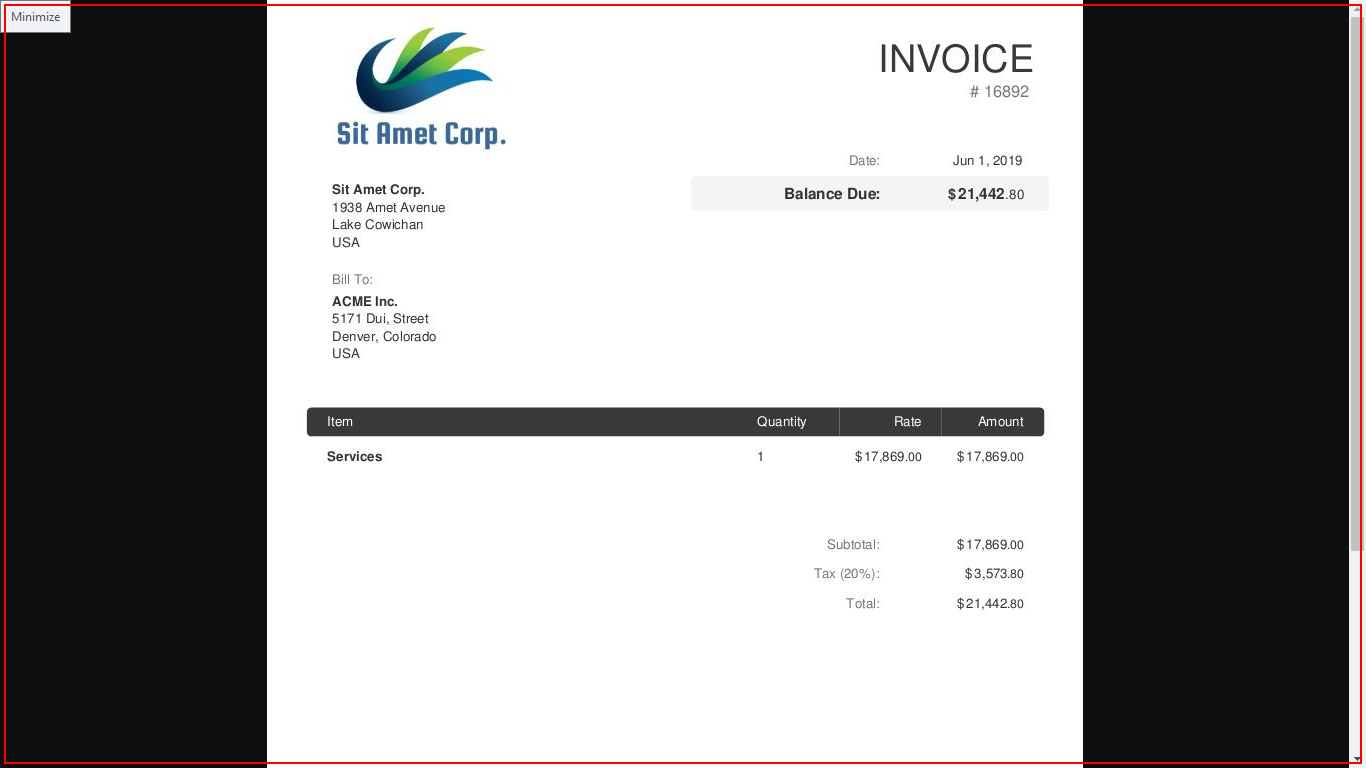 Minimize
Sit Amet Corp.
INVOICE
# 16892
Date: Jun 1, 2019
Balance Due: $21,442.80
Sit Amet Corp.
1938 Amet Avenue
Lake Cowichan
USA
Bill To:
ACME Inc.
5171 Dui, Street
Denver, Colorado
USA
Item Quantity Rate Amount
Services 1 $17,869.00 $17,869.00
Subtotal: $17,869.00
Tax (20%): $3,573.80
Total: $21,442.80